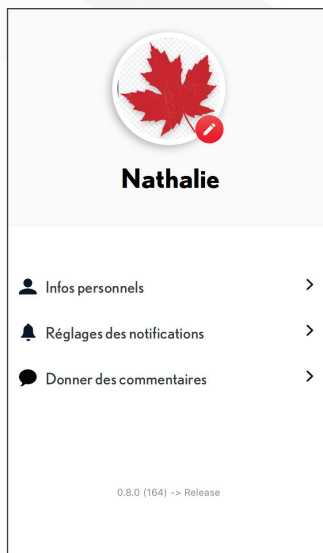 Nathalie
Infos personnels
Réglages des notifications
Donner des commentaires
0.8.0 (164) -> Release